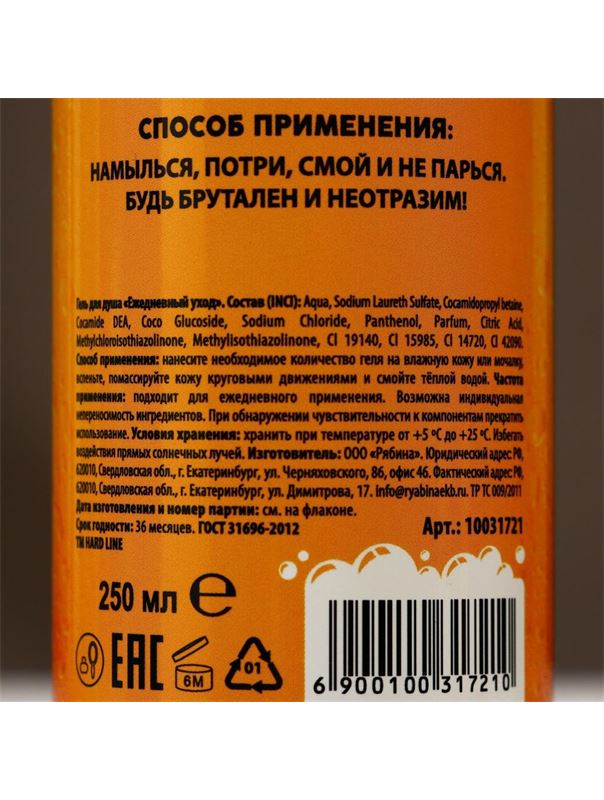 СПОСОБ ПРИМЕНЕНИЯ:
НАМЫЛЬСЯ, ПОТРИ, СМОЙ И НЕ ПАРЬСЯ.
БУДЬ БРУТАЛЕН И НЕОТРАЗИМ!
Гель для душа «Ежедневный уход». Состав (INCI): Aqua, Sodium Laureth Sulfate, Cocamidopropyl betaine,
Cocamide DEA, Coco Glucoside, Sodium Chloride, Panthenol, Parfum, Citric Acid,
Methylchloroisothiazolinone, Methylisothiazolinone, CI 19140, CI 15985, CI 14720, CI 42090.
Способ применения: нанесите необходимое количество геля на влажную кожу или мочалку,
вспеньте, помассируйте кожу круговыми движениями и смойте тёплой водой. Частота
применения: подходит для ежедневного применения. Возможна индивидуальная
непереносимость ингредиентов. При обнаружении чувствительности к компонентам прекратить
использование. Условия хранения: хранить при температуре от +5 ºС до +25 ºС. Избегать
воздействия прямых солнечных лучей. Изготовитель: ООО «Рябина». Юридический адрес: РФ,
620010, Свердловская обл., г. Екатеринбург, ул. Черняховского, 86, офис 46. Фактический адрес: РФ,
620010, Свердловская обл., г. Екатеринбург, ул. Димитрова, 17. info@ryabinaekb.ru. ТР ТС 009/2011
Дата изготовления и номер партии: см. на флаконе.
Срок годности: 36 месяцев. ГОСТ 31696-2012
Арт.: 10031721
TM HARD LINE
250 мл e
EAC 6M 01
6 900100 317210